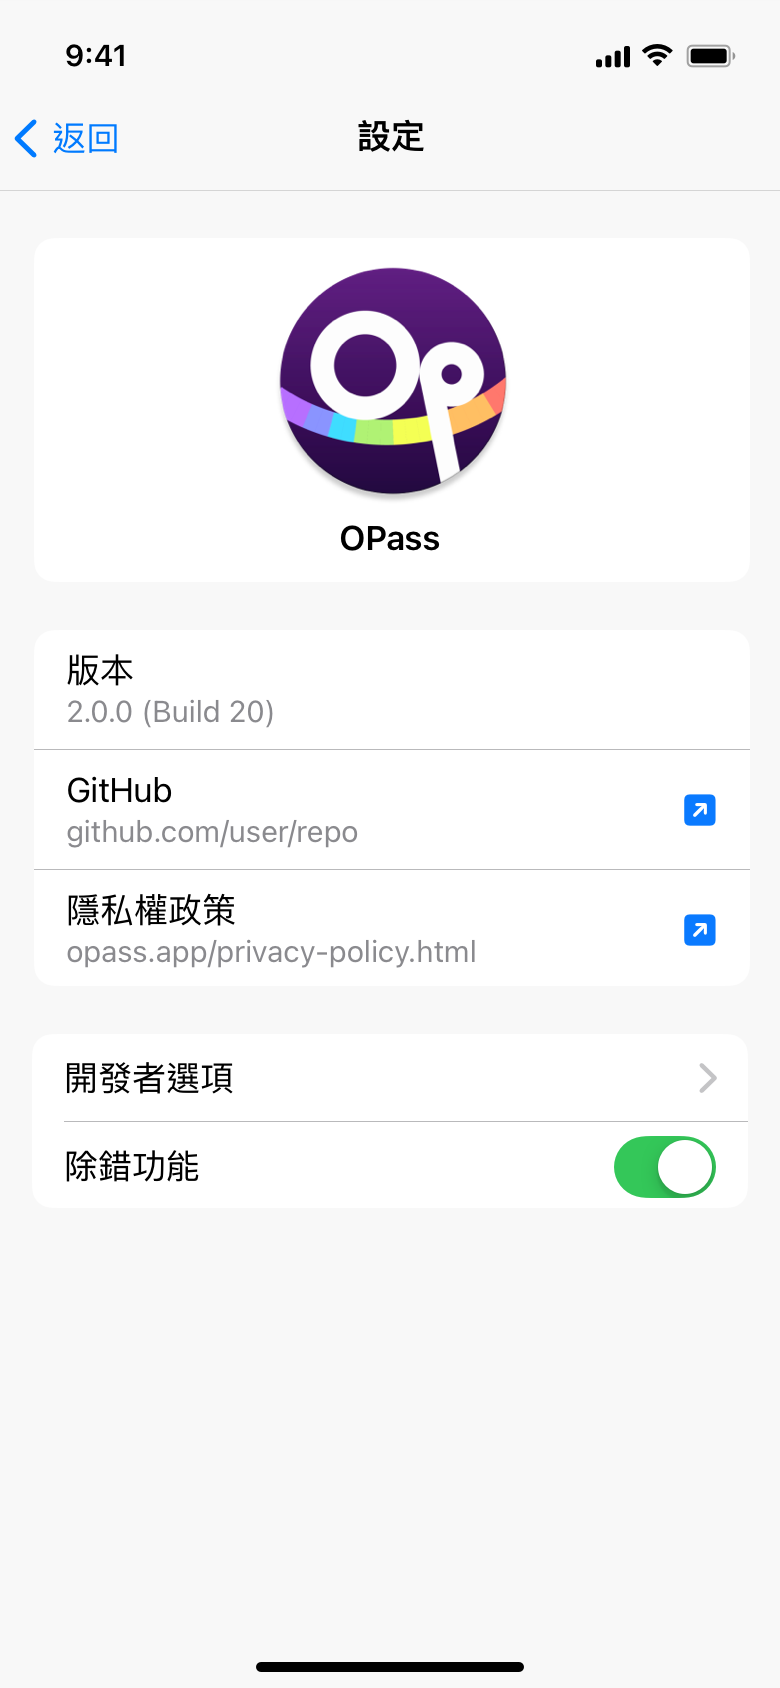 9:41
返回
設定
Op
OPass
版本
2.0.0 (Build 20)
GitHub
github.com/user/repo
隱私權政策
opass.app/privacy-policy.html
開發者選項
除錯功能